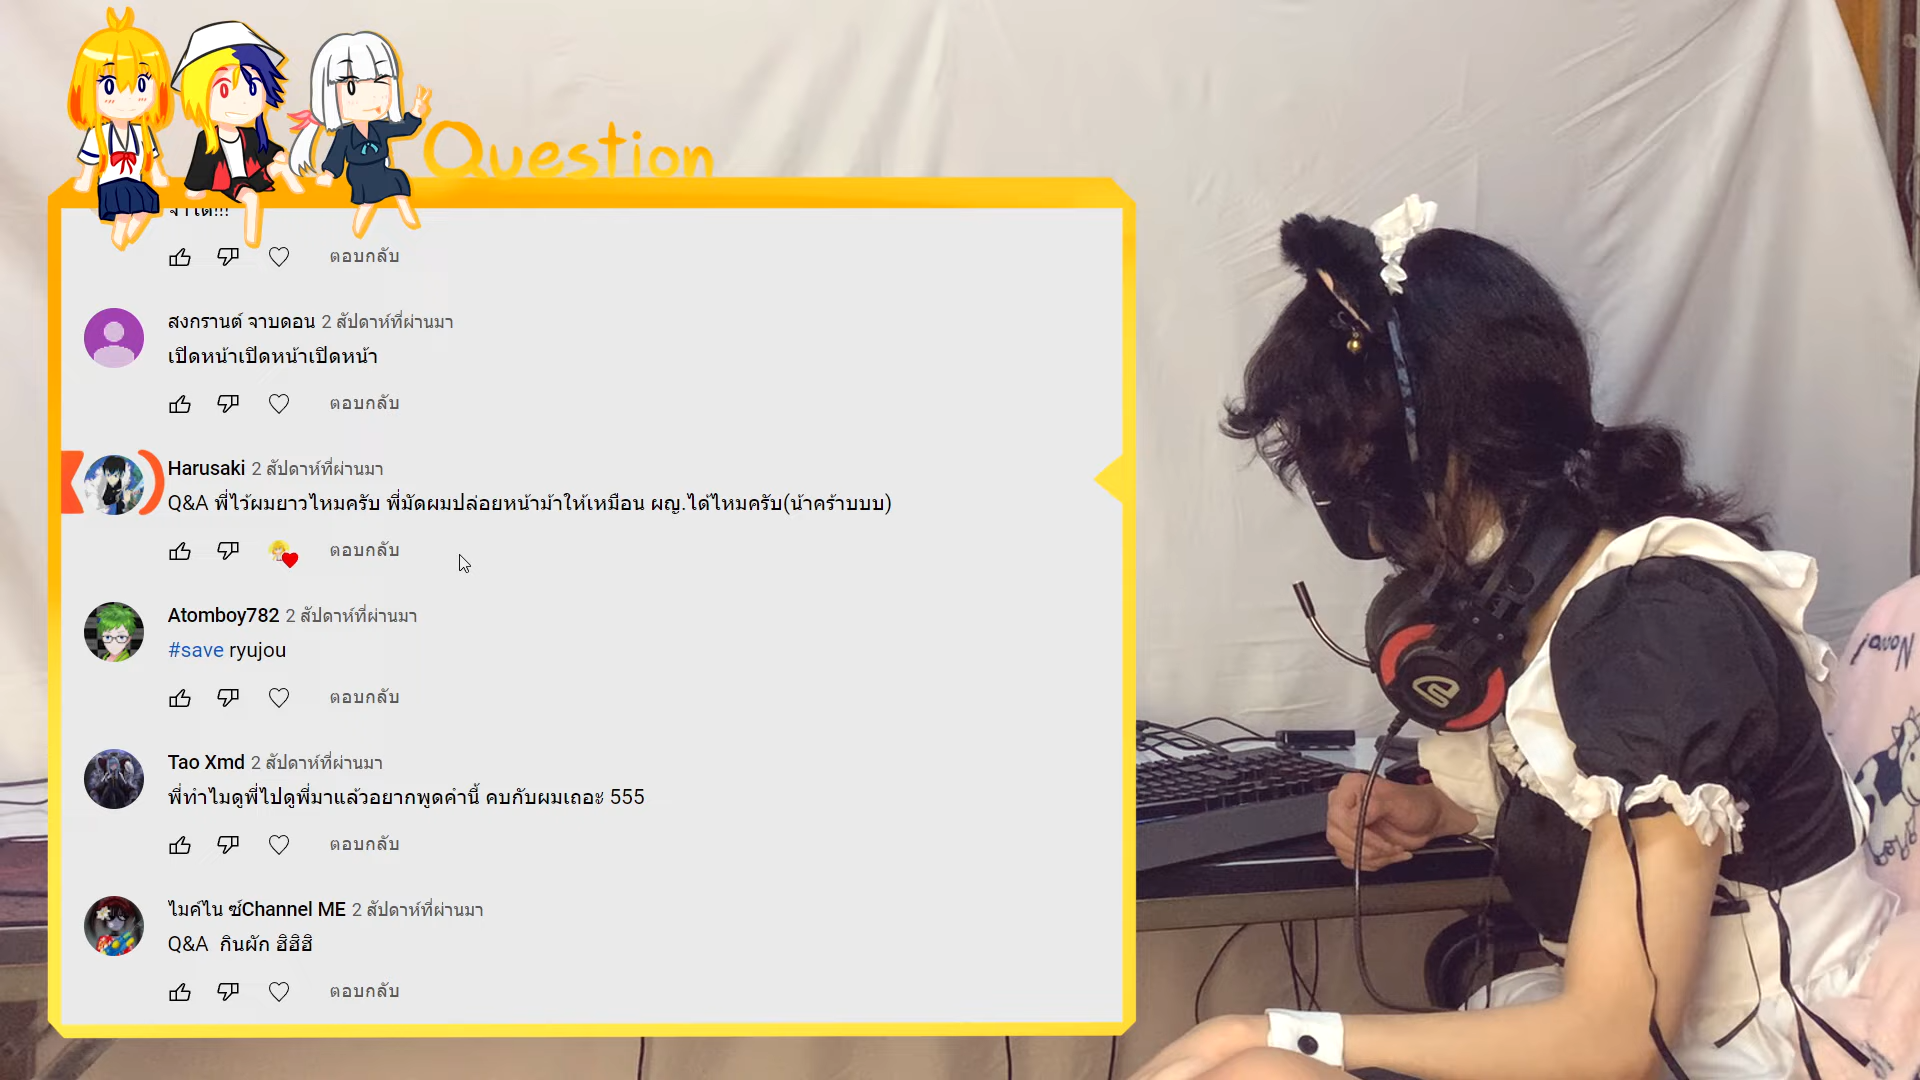 Question
จำได้!!!
ตอบกลับ
สงกรานต์ จาบดอน 2 สัปดาห์ที่ผ่านมา
เปิดหน้าเปิดหน้าเปิดหน้า
ตอบกลับ
Harusaki 2 สัปดาห์ที่ผ่านมา
Q&A พี่ไว้ผมยาวไหมครับ พี่มัดผมปล่อยหน้าม้าให้เหมือน ผญ.ได้ไหมครับ(น้าคร้าบบบ)
ตอบกลับ
Atomboy782 2 สัปดาห์ที่ผ่านมา
#save ryujou
ตอบกลับ
Tao Xmd 2 สัปดาห์ที่ผ่านมา
พี่ทำไมดูพี่ไปดูพี่มาแล้วอยากพูดคำนี้ คบกับผมเถอะ 555
ตอบกลับ
ไมค์ไน ซ์Channel ME 2 สัปดาห์ที่ผ่านมา
Q&A กินผัก ฮิฮิฮิ
ตอบกลับ